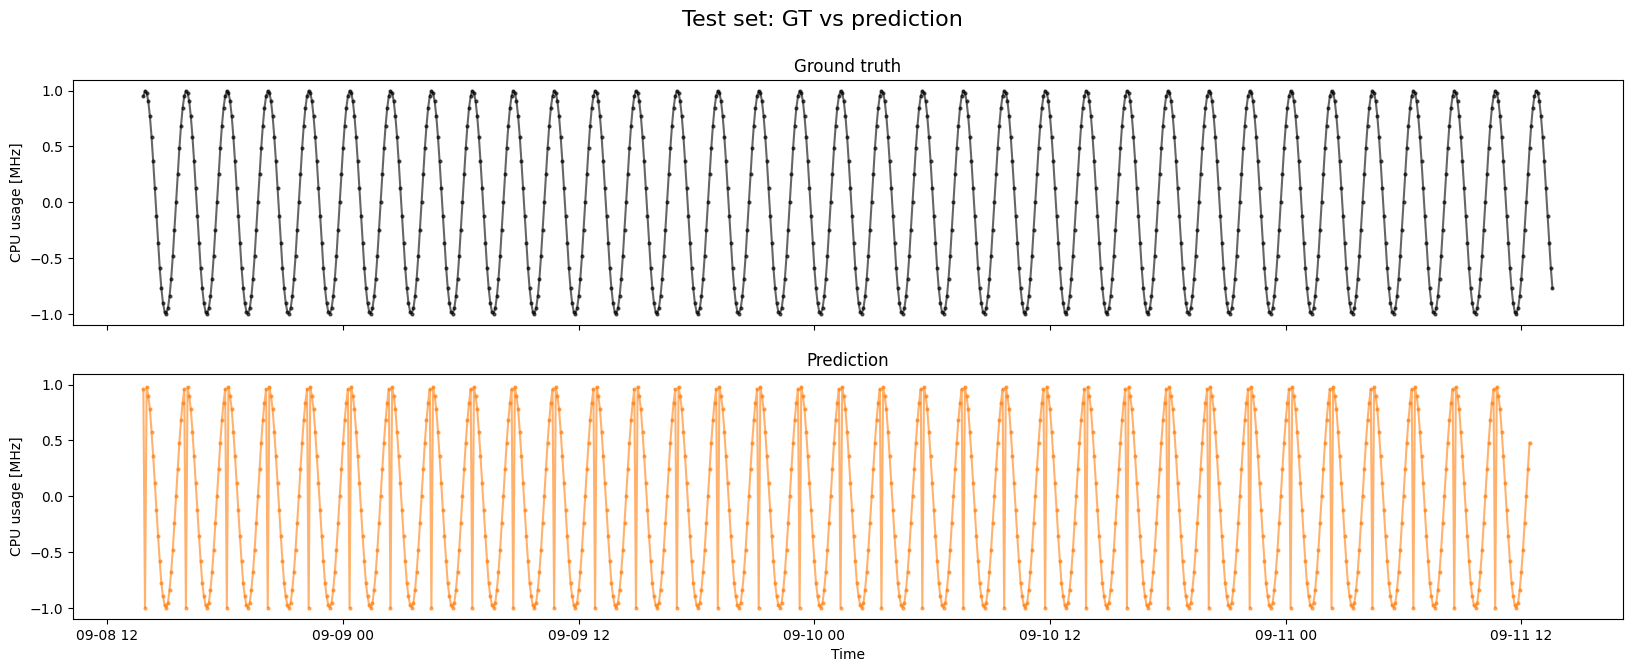 Test set: GT vs prediction
Ground truth
CPU usage [MHz]
1.0
0.5
0.0
−0.5
−1.0
Prediction
CPU usage [MHz]
1.0
0.5
0.0
−0.5
−1.0
09-08 12
09-09 00
09-09 12
09-10 00
09-10 12
09-11 00
09-11 12
Time